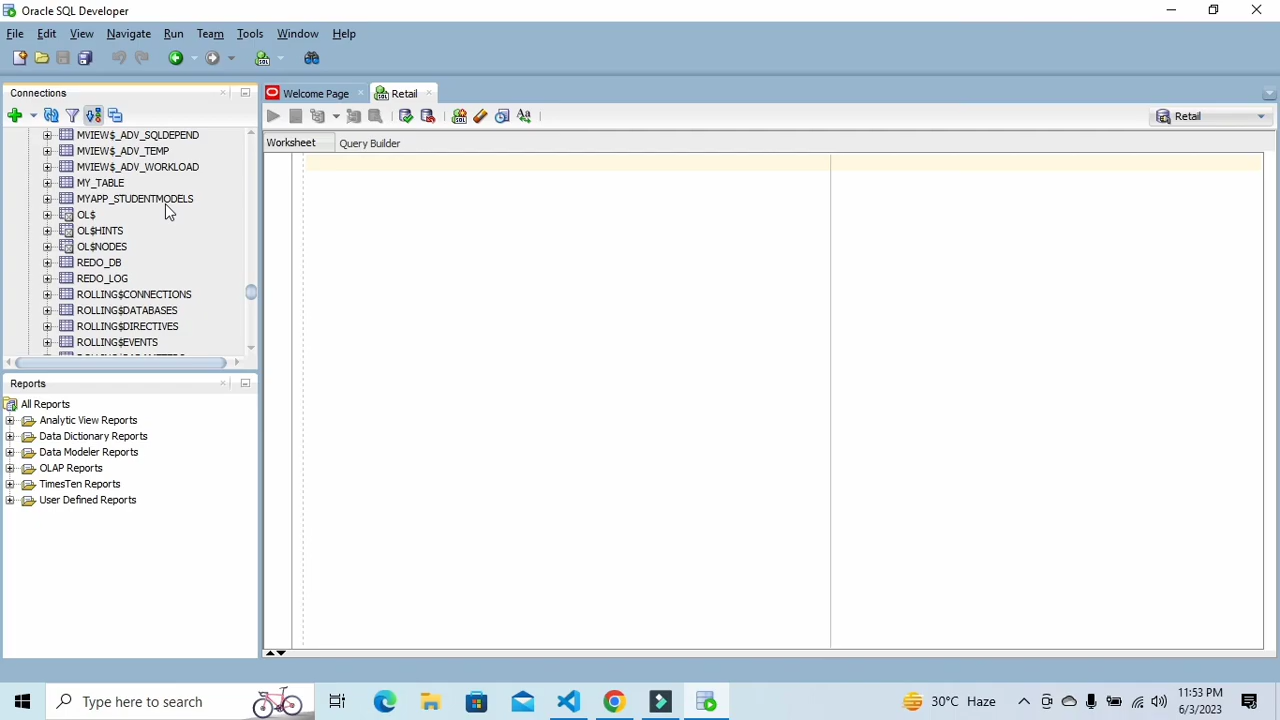 Oracle SQL Developer
File Edit View Navigate Run Team Tools Window Help
Connections
Welcome Page
Retail
Retail
Worksheet
Query Builder
MVIEW$_ADV_SQLDEPEND
MVIEW$_ADV_TEMP
MVIEW$_ADV_WORKLOAD
MY_TABLE
MYAPP_STUDENTMODELS
OL$
OL$HINTS
OL$NODES
REDO_DB
REDO_LOG
ROLLING$CONNECTIONS
ROLLING$DATABASES
ROLLING$DIRECTIVES
ROLLING$EVENTS
Reports
All Reports
Analytic View Reports
Data Dictionary Reports
Data Modeler Reports
OLAP Reports
TimesTen Reports
User Defined Reports
Type here to search
30°C Haze
11:53 PM
6/3/2023